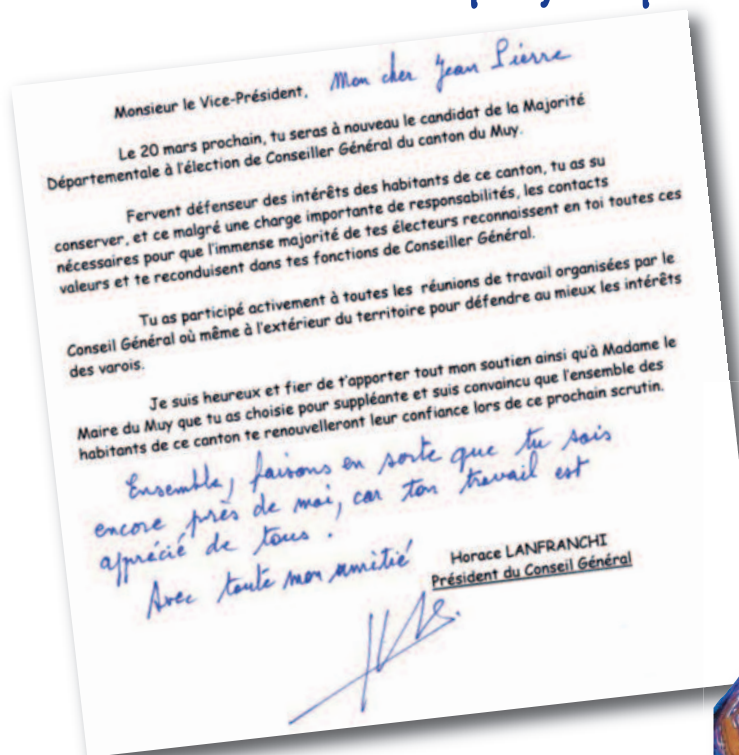 Monsieur le Vice-Président, Mon cher Jean Pierre
Le 20 mars prochain, tu seras à nouveau le candidat de la Majorité
Départementale à l'élection de Conseiller Général du canton du Muy.
Fervent défenseur des intérêts des habitants de ce canton, tu as su
conserver, et ce malgré une charge importante de responsabilités, les contacts
nécessaires pour que l'immense majorité de tes électeurs reconnaissent en toi toutes ces
valeurs et te reconduisent dans tes fonctions de Conseiller Général.
Tu as participé activement à toutes les réunions de travail organisées par le
Conseil Général où même à l'extérieur du territoire pour défendre au mieux les intérêts
des varois.
Je suis heureux et fier de t'apporter tout mon soutien ainsi qu'à Madame le
Maire du Muy que tu as choisie pour suppléante et suis convaincu que l'ensemble des
habitants de ce canton te renouvelleront leur confiance lors de ce prochain scrutin.
Ensemble, faisons en sorte que tu sois
encore près de moi, car ton travail est
apprécié de tous.
Avec toute mon amitié
Horace LANFRANCHI
Président du Conseil Général